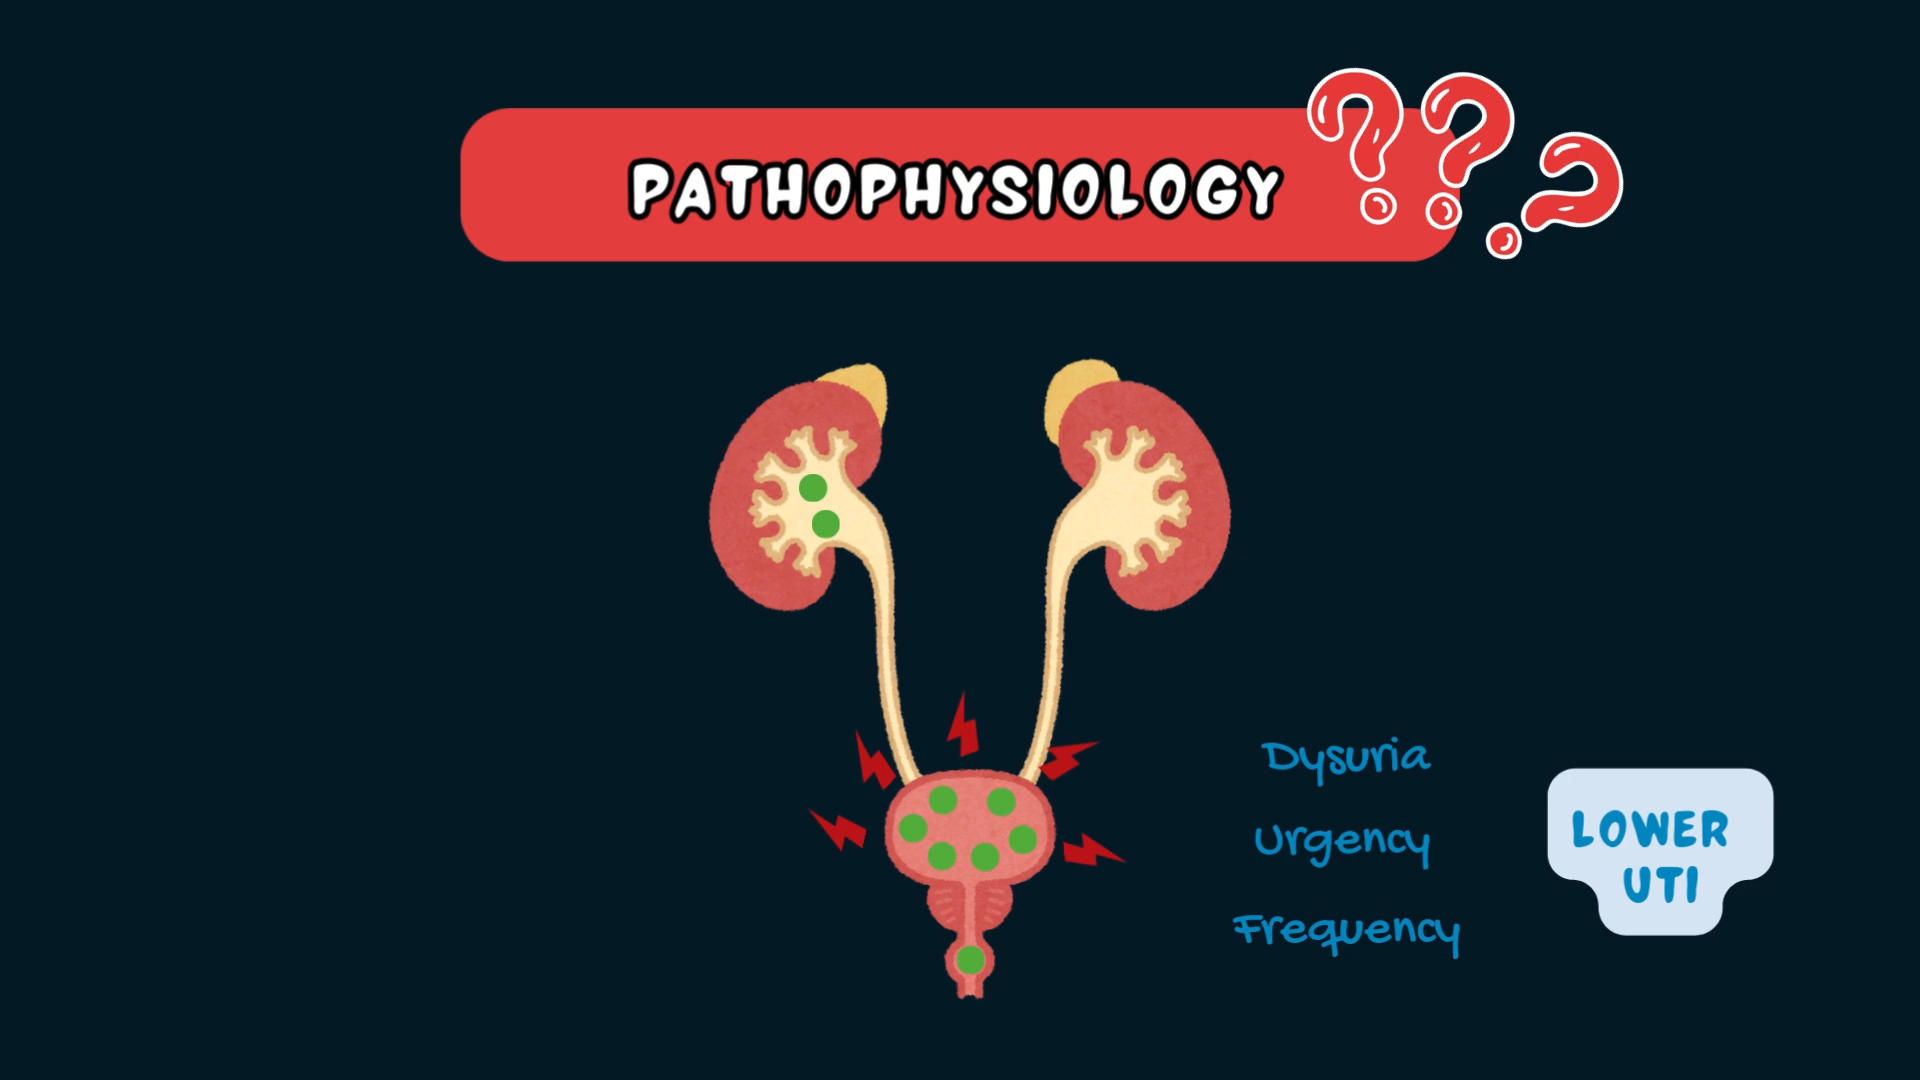 PATHOPHYSIOLOGY ???
Dysuria
Urgency
Frequency
LOWER
UTI